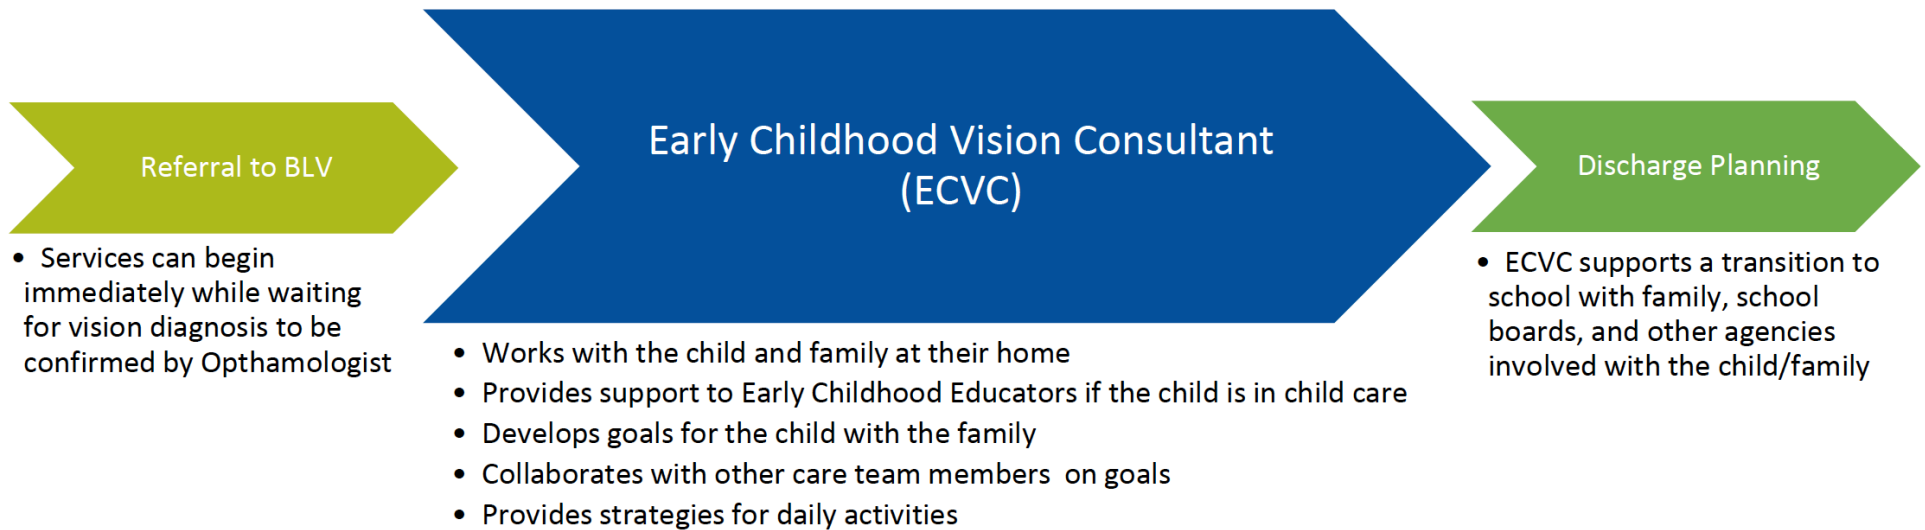 Referral to BLV
• Services can begin
immediately while waiting
for vision diagnosis to be
confirmed by Opthamologist
Early Childhood Vision Consultant
(ECVC)
• Works with the child and family at their home
• Provides support to Early Childhood Educators if the child is in child care
• Develops goals for the child with the family
• Collaborates with other care team members  on goals
• Provides strategies for daily activities
Discharge Planning
• ECVC supports a transition to
school with family, school
boards, and other agencies
involved with the child/family